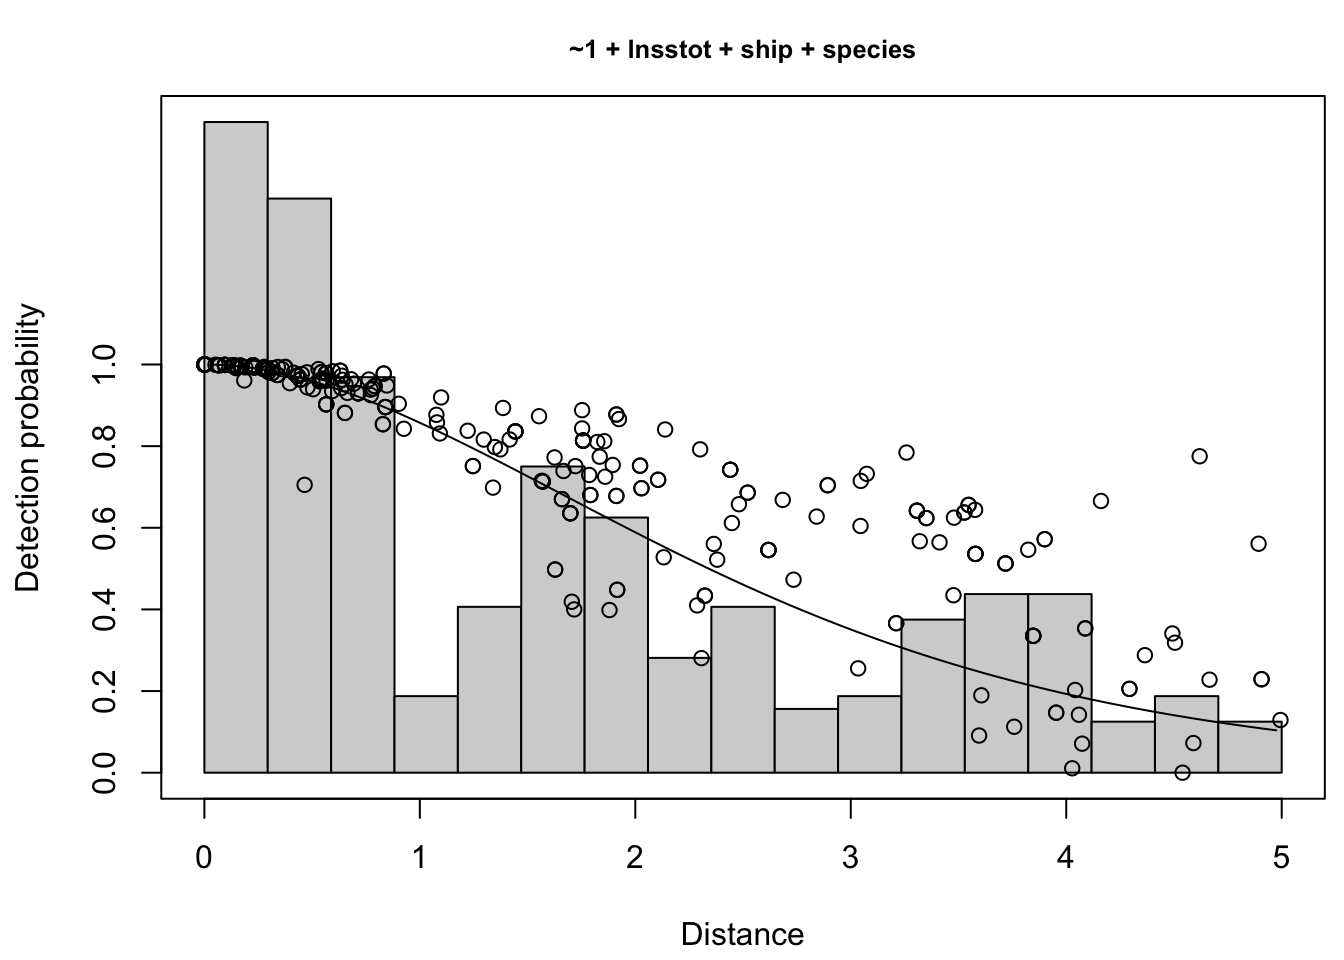 ~1 + lnsstot + ship + species
Detection probability
1.0
0.8
0.6
0.4
0.2
0.0
0 1 2 3 4 5
Distance